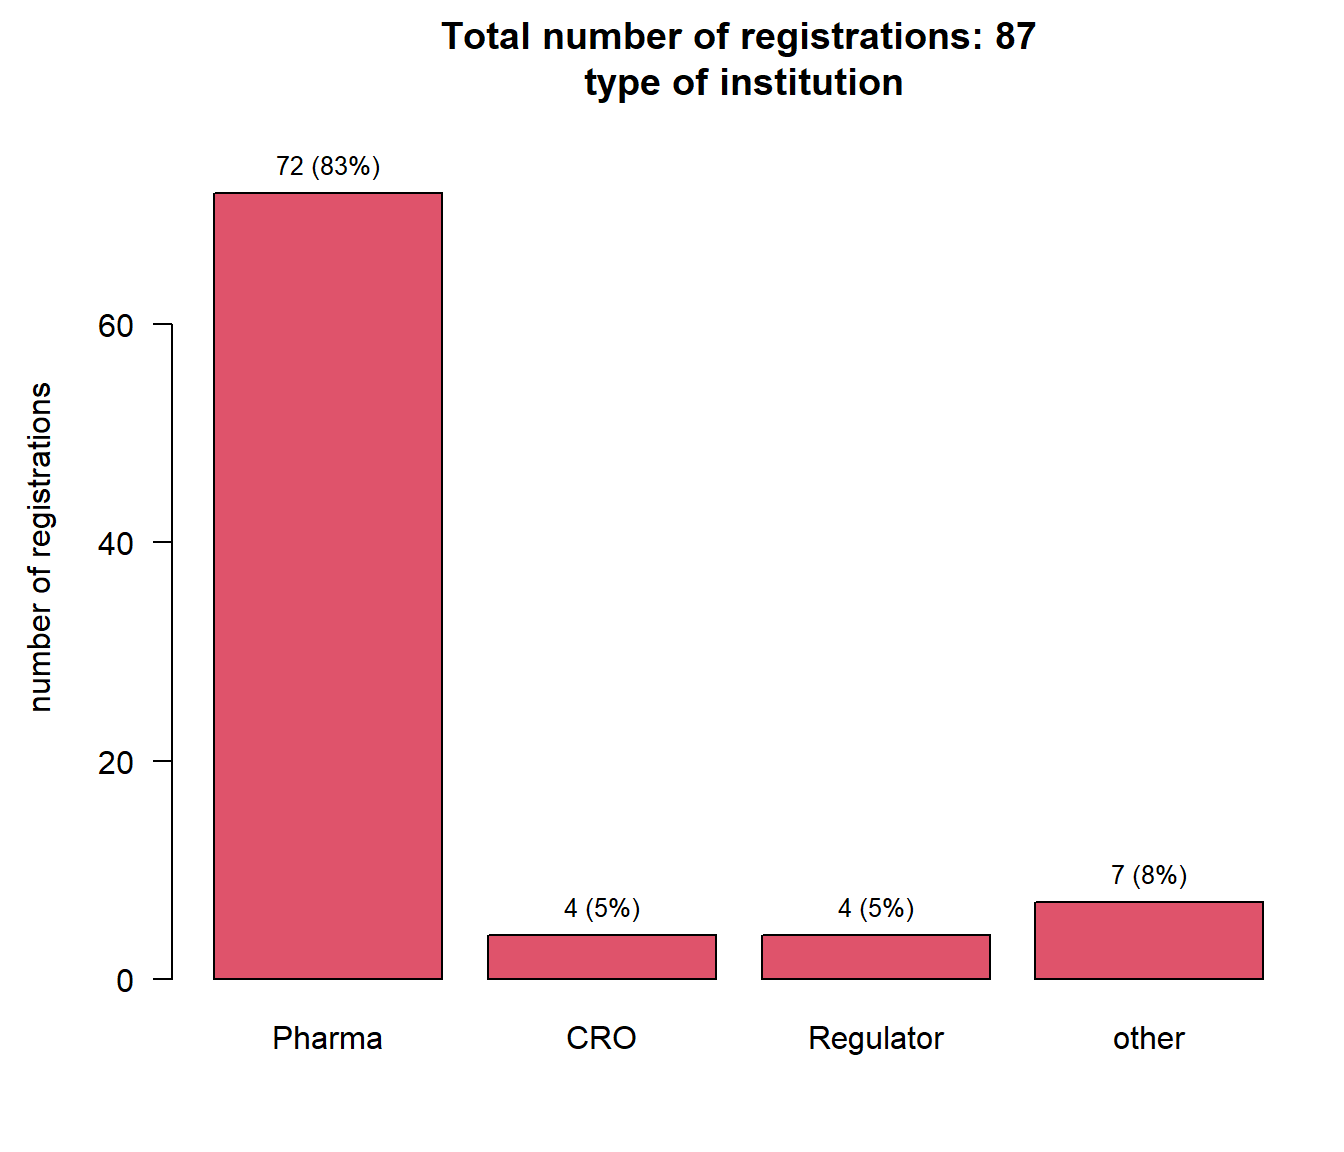 Total number of registrations: 87
type of institution
72 (83%)
60
40
20
0
number of registrations
4 (5%)
4 (5%)
7 (8%)
Pharma
CRO
Regulator
other